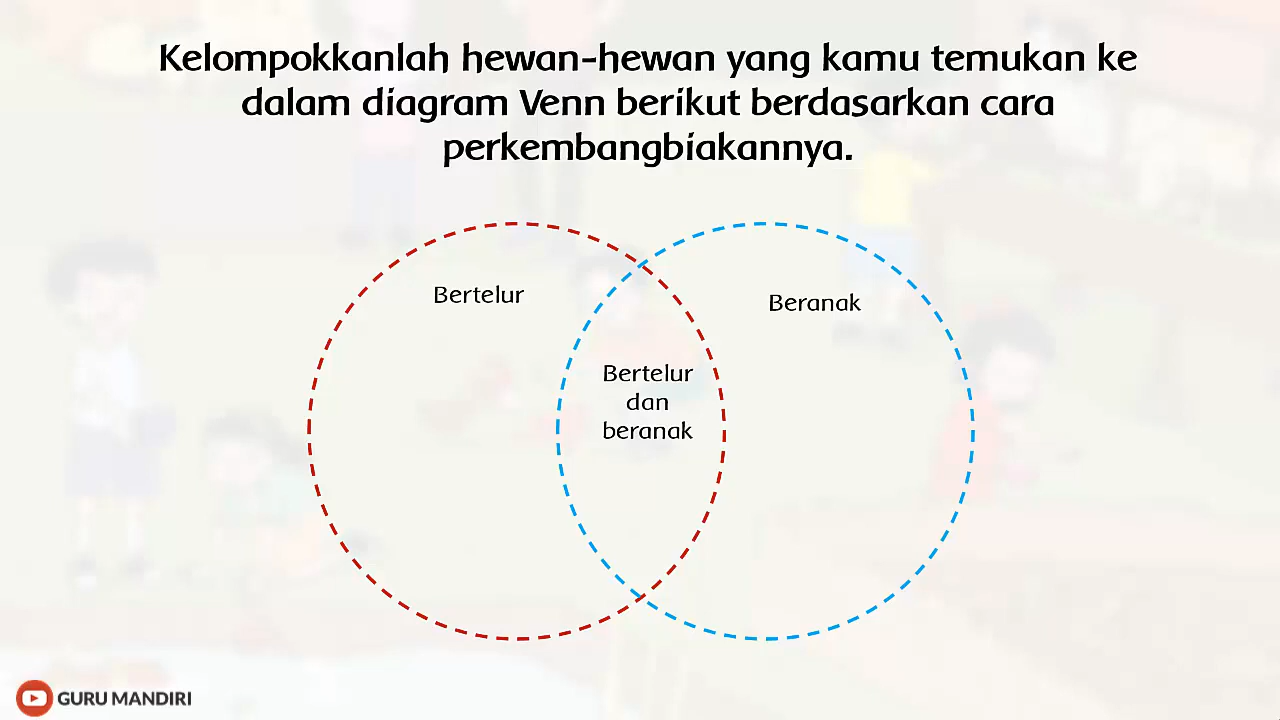 Kelompokkanlah hewan-hewan yang kamu temukan ke
dalam diagram Venn berikut berdasarkan cara
perkembangbiakannya.
Bertelur
Beranak
Bertelur
dan
beranak
GURU MANDIRI